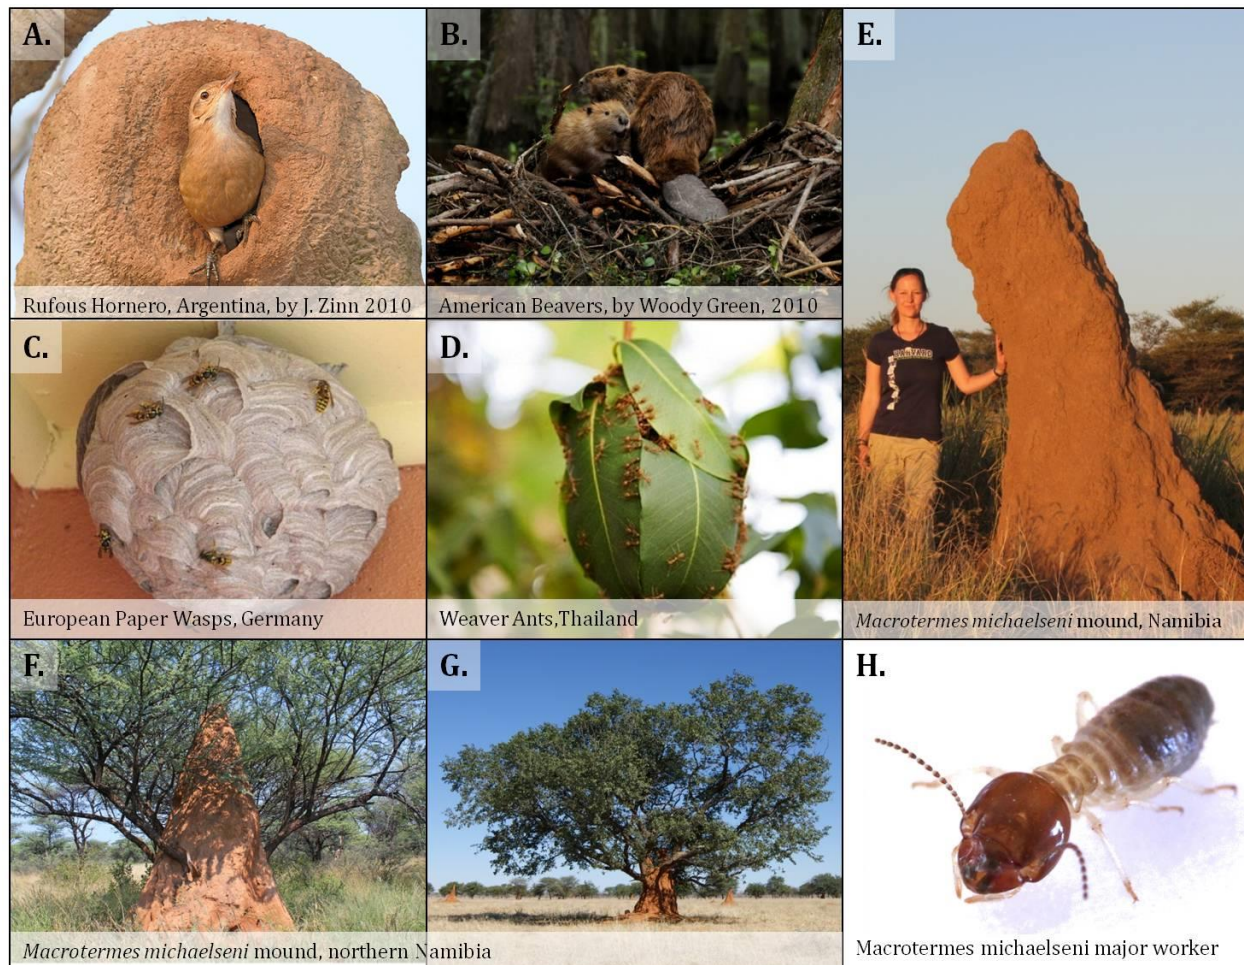 A.
Rufous Hornero, Argentina, by J. Zinn 2010
B.
American Beavers, by Woody Green, 2010
E.
HARVARD
Macrotermes michaelseni mound, Namibia
C.
European Paper Wasps, Germany
D.
Weaver Ants,Thailand
F.
G.
Macrotermes michaelseni mound, northern Namibia
H.
Macrotermes michaelseni major worker